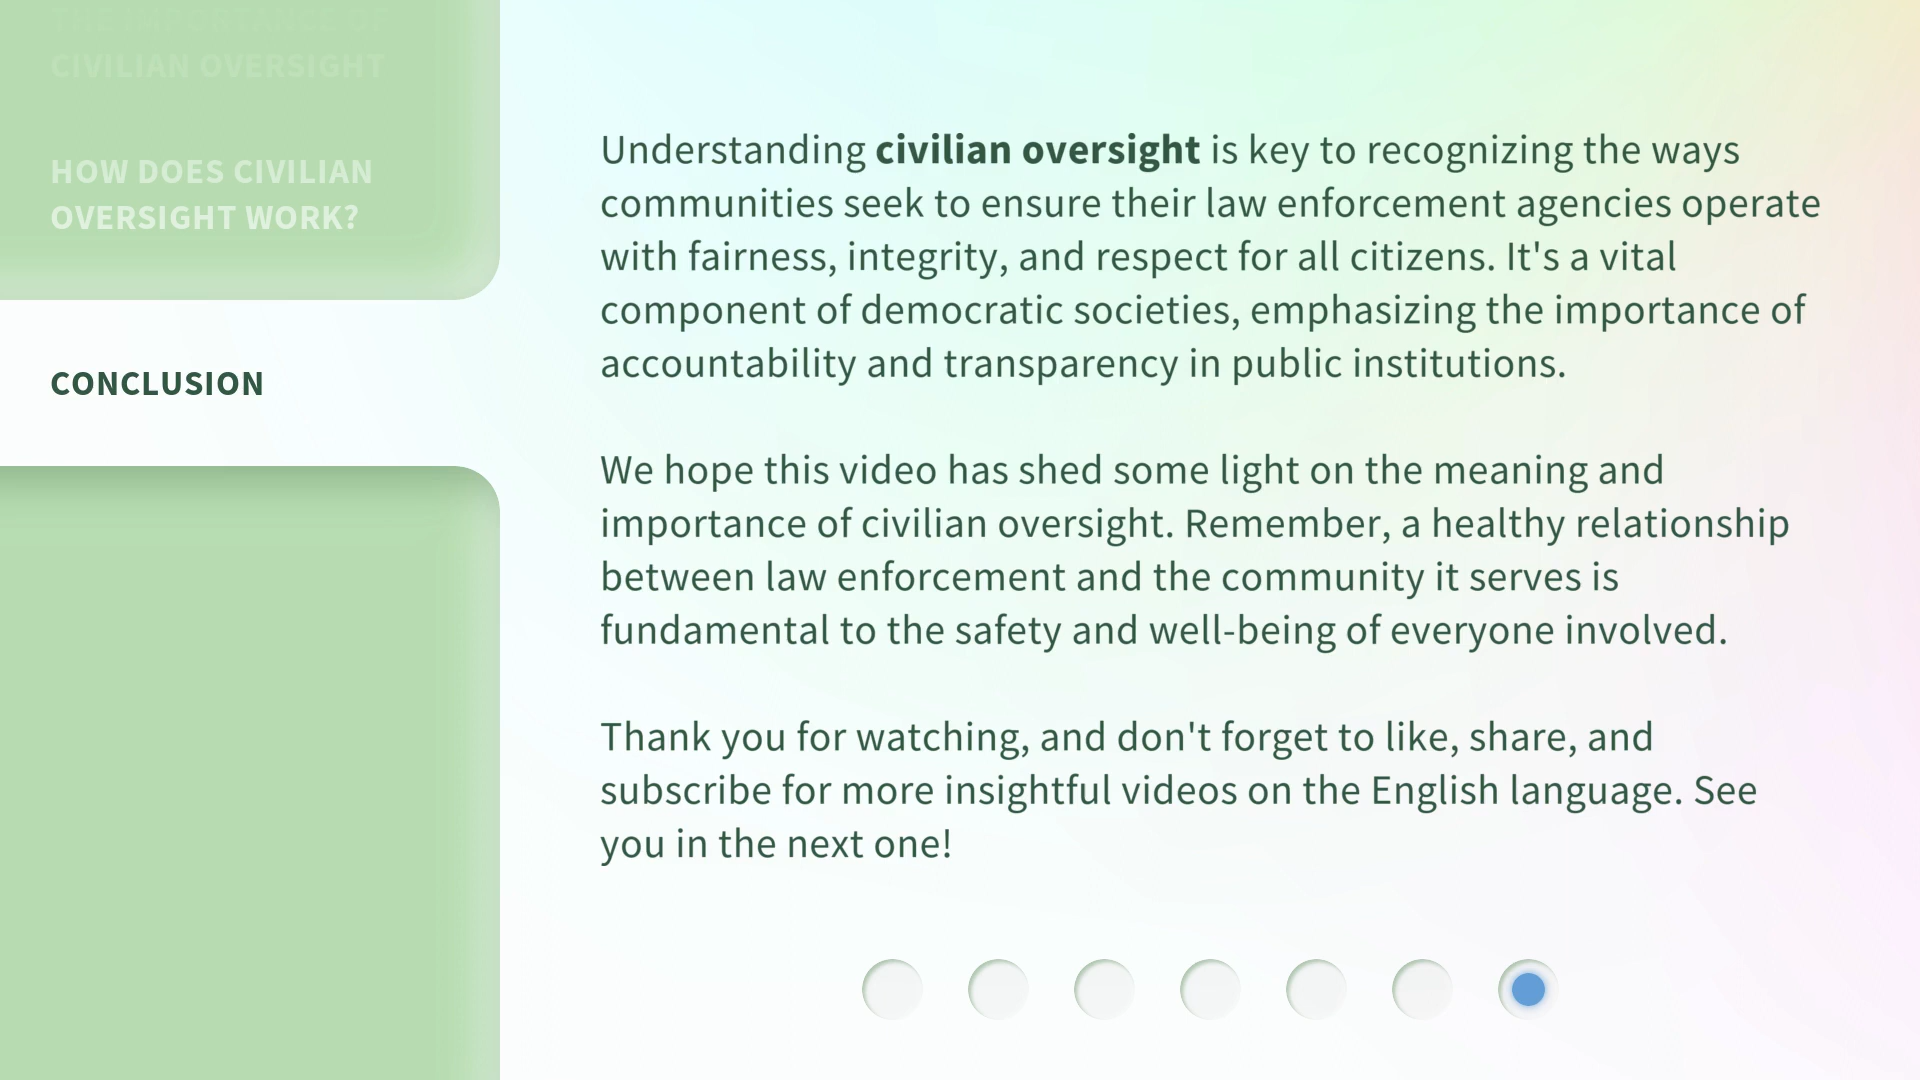 THE IMPORTANCE OF
CIVILIAN OVERSIGHT
HOW DOES CIVILIAN
OVERSIGHT WORK?
CONCLUSION
Understanding civilian oversight is key to recognizing the ways
communities seek to ensure their law enforcement agencies operate
with fairness, integrity, and respect for all citizens. It's a vital
component of democratic societies, emphasizing the importance of
accountability and transparency in public institutions.
We hope this video has shed some light on the meaning and
importance of civilian oversight. Remember, a healthy relationship
between law enforcement and the community it serves is
fundamental to the safety and well-being of everyone involved.
Thank you for watching, and don't forget to like, share, and
subscribe for more insightful videos on the English language. See
you in the next one!